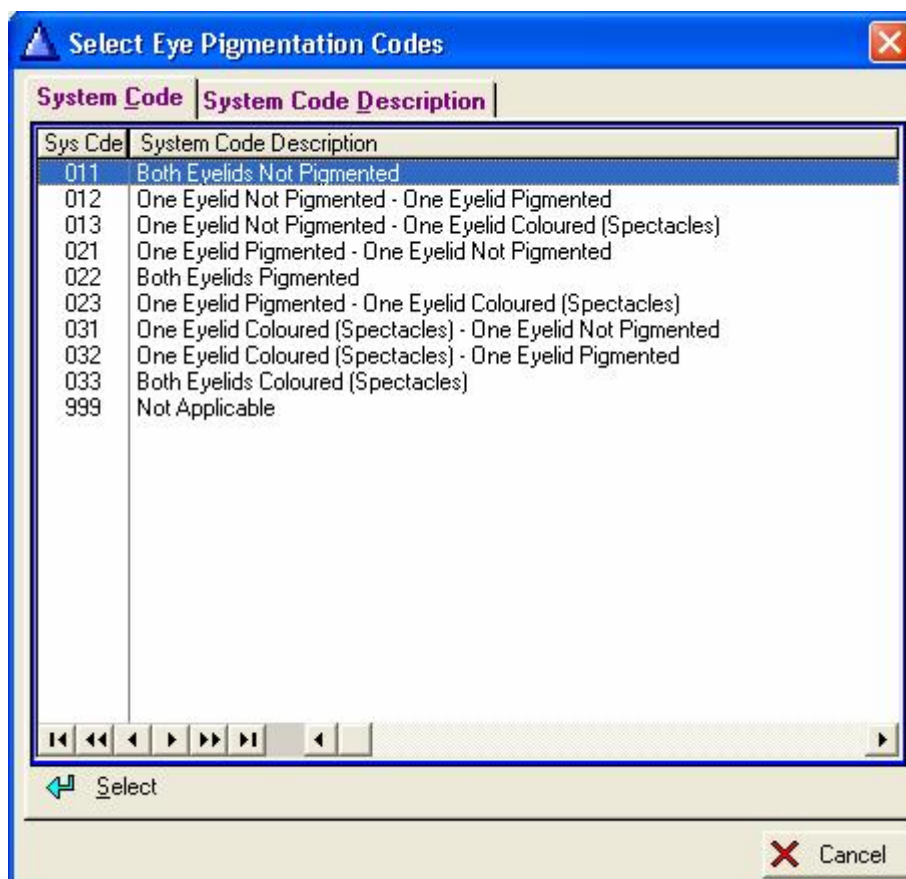 Select Eye Pigmentation Codes
System Code System Code Description
Sys Cde System Code Description
011 Both Eyelids Not Pigmented
012 One Eyelid Not Pigmented - One Eyelid Pigmented
013 One Eyelid Not Pigmented - One Eyelid Coloured (Spectacles)
021 One Eyelid Pigmented - One Eyelid Not Pigmented
022 Both Eyelids Pigmented
023 One Eyelid Pigmented - One Eyelid Coloured (Spectacles)
031 One Eyelid Coloured (Spectacles) - One Eyelid Not Pigmented
032 One Eyelid Coloured (Spectacles) - One Eyelid Pigmented
033 Both Eyelids Coloured (Spectacles)
999 Not Applicable
Select
Cancel